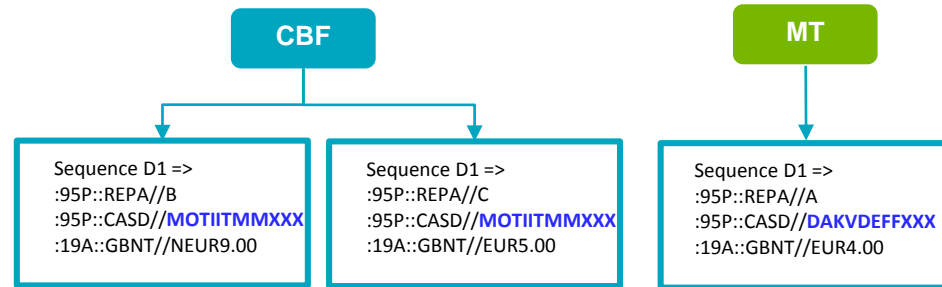 CBF
MT
Sequence D1 =>
:95P::REPA//B
:95P::CASD//MOTIITMMXXX
:19A::GBNT//NEUR9.00
Sequence D1 =>
:95P::REPA//C
:95P::CASD//MOTIITMMXXX
:19A::GBNT//EUR5.00
Sequence D1 =>
:95P::REPA//A
:95P::CASD//DAKVDEFFXXX
:19A::GBNT//EUR4.00